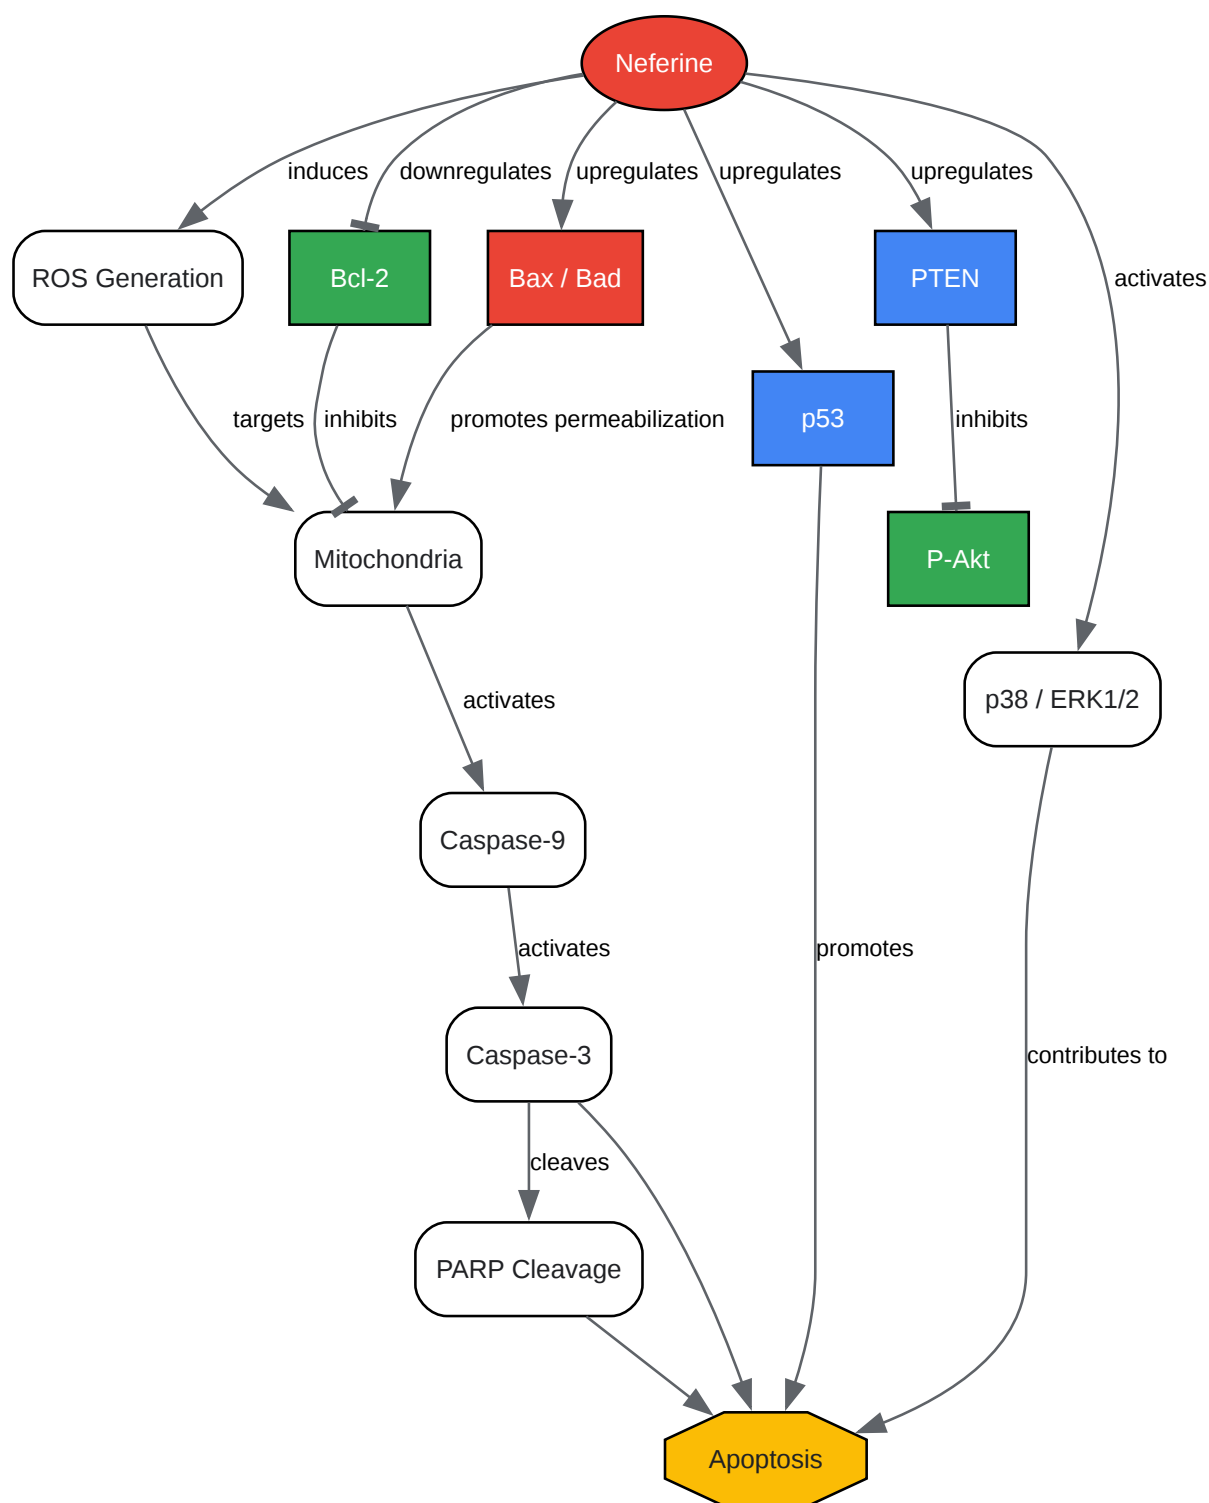 Neferine
induces
downregulates
upregulates
upregulates
upregulates
activates
ROS Generation
Bcl-2
Bax / Bad
PTEN
p53
targets
inhibits
promotes permeabilization
inhibits
Mitochondria
P-Akt
activates
p38 / ERK1/2
Caspase-9
activates
promotes
Caspase-3
contributes to
cleaves
PARP Cleavage
Apoptosis